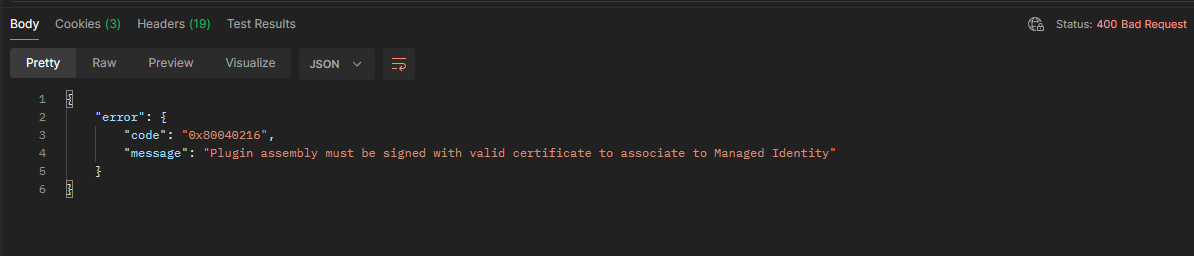 Body Cookies (3) Headers (19) Test Results Status: 400 Bad Request
Pretty Raw Preview Visualize JSON
1 {
2 "error": {
3 "code": "0x80040216",
4 "message": "Plugin assembly must be signed with valid certificate to associate to Managed Identity"
5 }
6 }